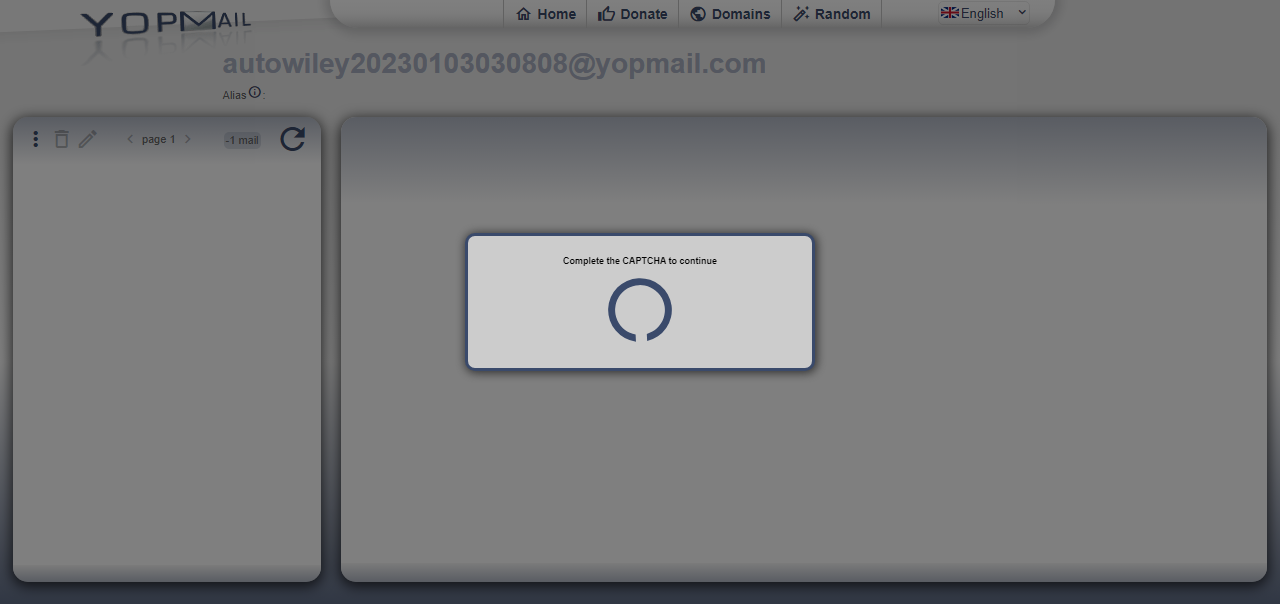 YOPMAIL
Home
Donate
Domains
Random
English
autowiley20230103030808@yopmail.com
Alias :
page 1
-1 mail
Complete the CAPTCHA to continue